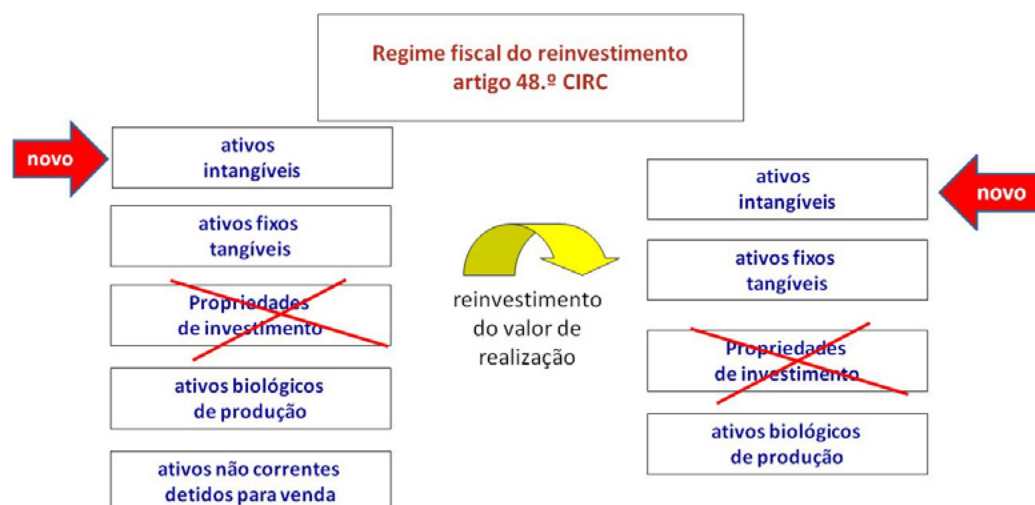 Regime fiscal do reinvestimento
artigo 48.º CIRC
novo
ativos
intangíveis
ativos fixos
tangíveis
Propriedades
de investimento
ativos biológicos
de produção
ativos não correntes
detidos para venda
reinvestimento
do valor de
realização
novo
ativos
intangíveis
ativos fixos
tangíveis
Propriedades
de investimento
ativos biológicos
de produção